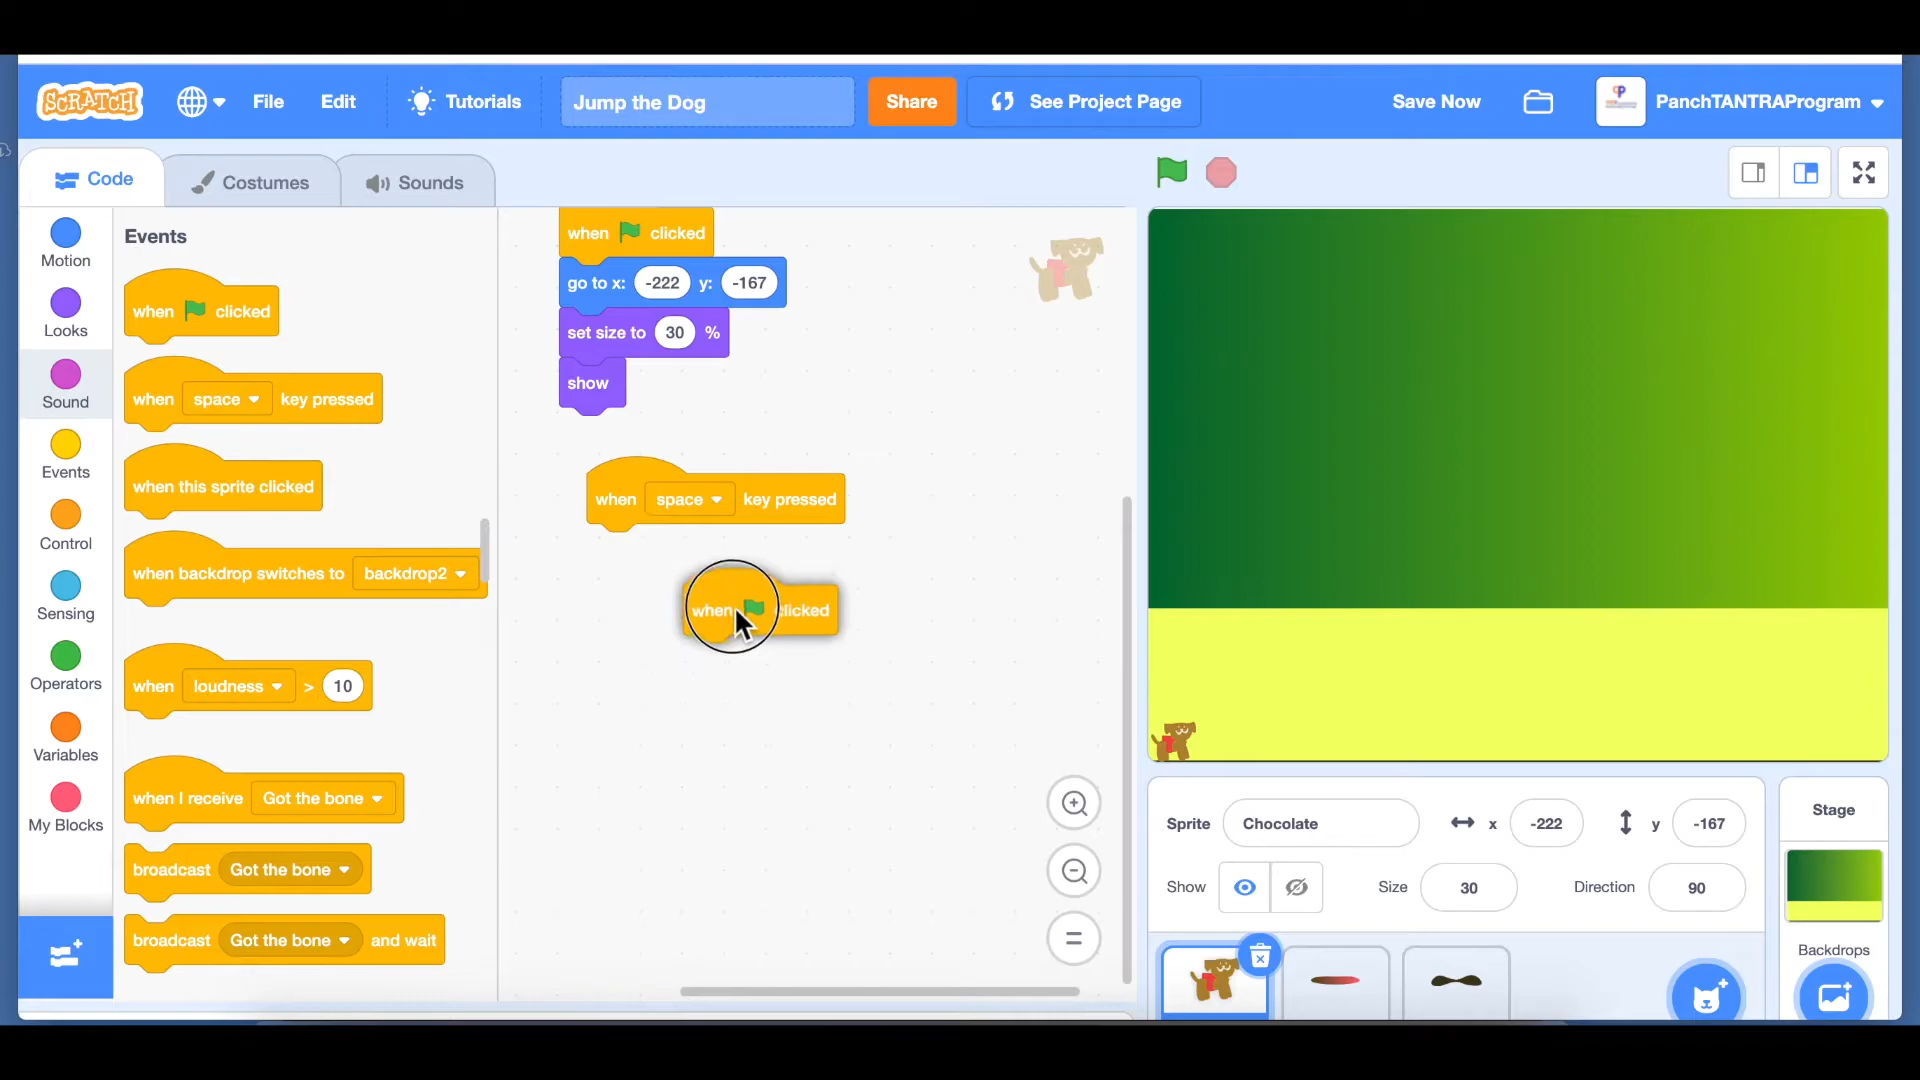 SCRATCH File Edit Tutorials Jump the Dog Share See Project Page Save Now PanchTANTRAProgram
Code Costumes Sounds
Motion
Looks
Sound
Events
Control
Sensing
Operators
Variables
My Blocks
Events
when clicked
when space key pressed
when this sprite clicked
when backdrop switches to backdrop2
when loudness > 10
when I receive Got the bone
broadcast Got the bone
broadcast Got the bone and wait
when clicked
go to x: -222 y: -167
set size to 30 %
show
when space key pressed
when clicked
Sprite Chocolate x -222 y -167
Show Size 30 Direction 90
Stage
Backdrops